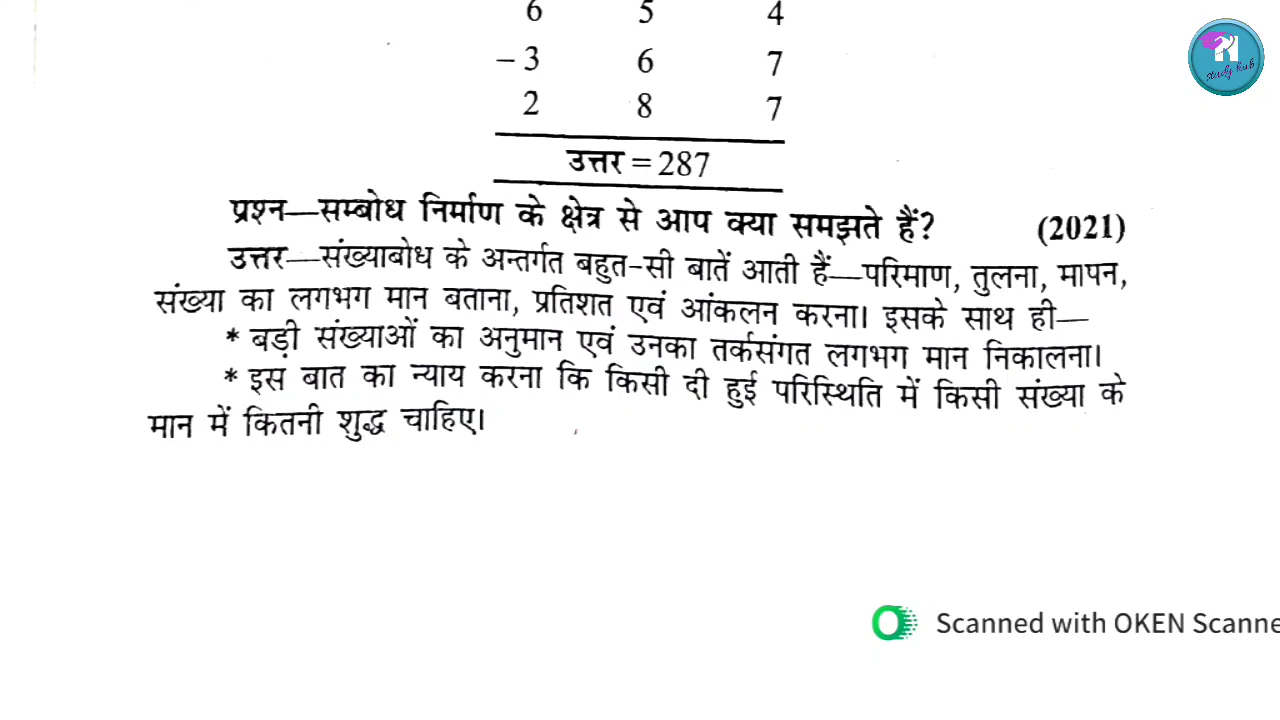 6 5 4
– 3 6 7
2 8 7
उत्तर = 287
प्रश्न—सम्बोध निर्माण के क्षेत्र से आप क्या समझते हैं? (2021)
उत्तर—संख्याबोध के अन्तर्गत बहुत-सी बातें आती हैं—परिमाण, तुलना, मापन,
संख्या का लगभग मान बताना, प्रतिशत एवं आंकलन करना। इसके साथ ही—
* बड़ी संख्याओं का अनुमान एवं उनका तर्कसंगत लगभग मान निकालना।
* इस बात का न्याय करना कि किसी दी हुई परिस्थिति में किसी संख्या के
मान में कितनी शुद्ध चाहिए।
N
study hub
Scanned with OKEN Scanne